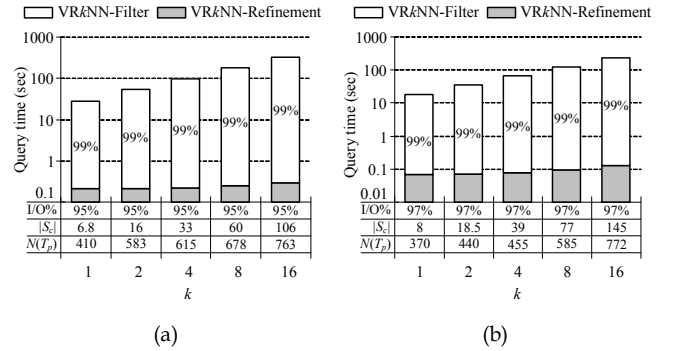 VRkNN-Filter VRkNN-Refinement
Query time (sec)
1000
100
10
1
0.1
99% 99% 99% 99% 99%
I/O% 95% 95% 95% 95% 95%
|Sc| 6.8 16 33 60 106
N(Tp) 410 583 615 678 763
1 2 4 8 16
k
(a)
VRkNN-Filter VRkNN-Refinement
Query time (sec)
1000
100
10
1
0.1
0.01
99% 99% 99% 99% 99%
I/O% 97% 97% 97% 97% 97%
|Sc| 8 18.5 39 77 145
N(Tp) 370 440 455 585 772
1 2 4 8 16
k
(b)